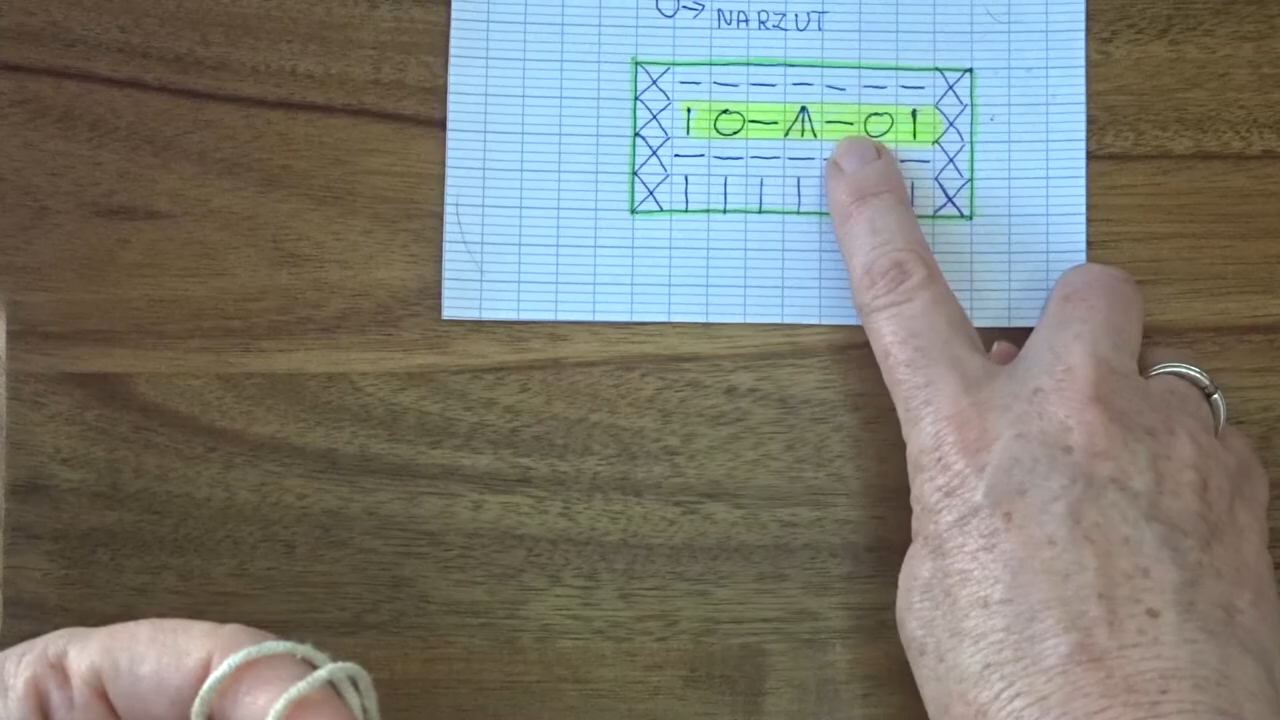 O→ NARZUT
X — — — — — — — X
X | O — /|\ — O | X
X — — — — — X
X | | | | | X